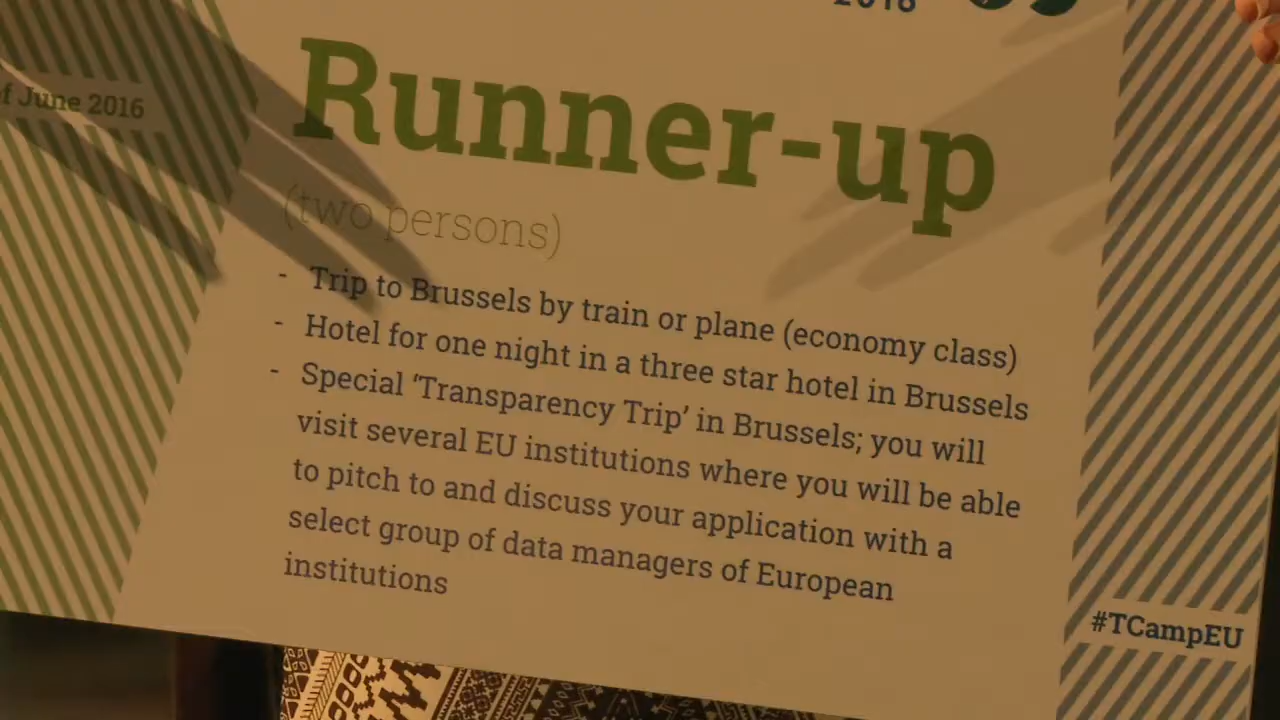 2016
of June 2016
Runner-up
(two persons)
- Trip to Brussels by train or plane (economy class)
- Hotel for one night in a three star hotel in Brussels
- Special ‘Transparency Trip’ in Brussels; you will
visit several EU institutions where you will be able
to pitch to and discuss your application with a
select group of data managers of European
institutions
#TCampEU